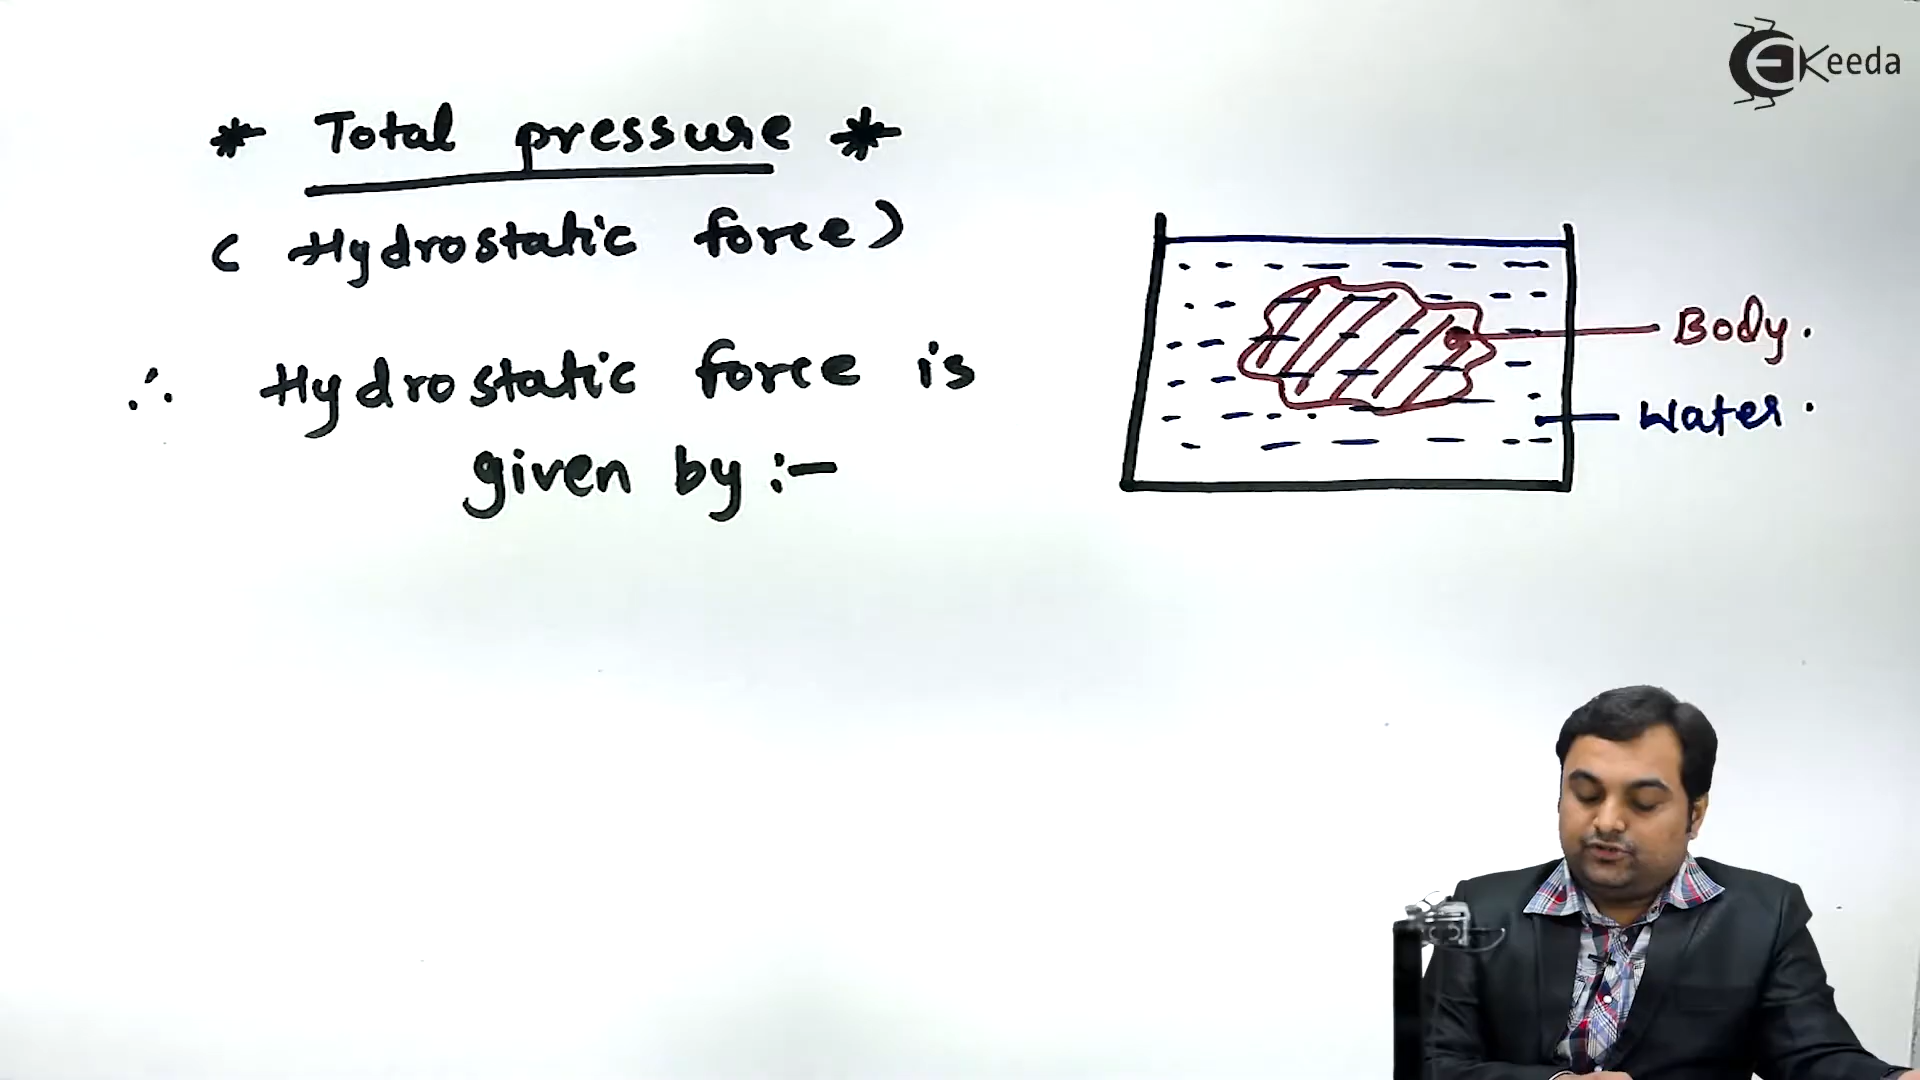 * Total pressure *
( Hydrostatic force)
∴ Hydrostatic force is
given by :-
Body.
Water.
EKeeda